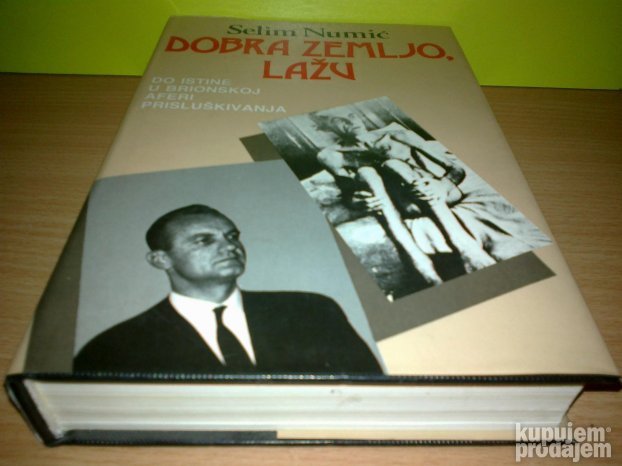 Selim Numić
DOBRA ZEMLJO,
LAŽU
DO ISTINE
U BRIONSKOJ
AFERI
PRISLUŠKIVANJA
kupujem
prodajem